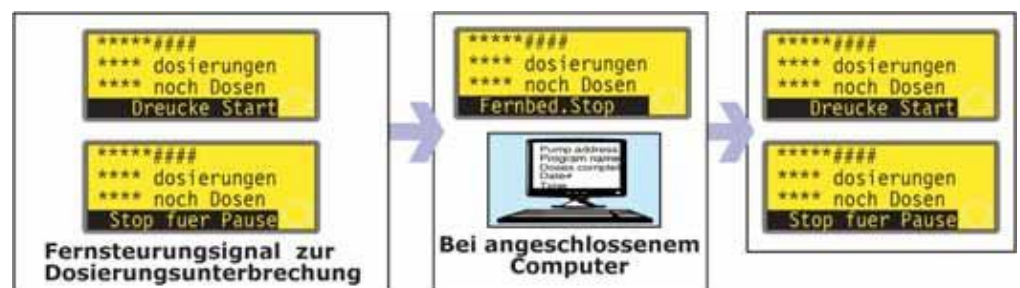 *****####
**** dosierungen
**** noch Dosen
Dreucke Start
*****####
**** dosierungen
**** noch Dosen
Stop fuer Pause
Fernsteurungsignal zur
Dosierungsunterbrechung
*****####
**** dosierungen
**** noch Dosen
Fernbed.Stop
Pump address
Program name
Doses complet
Date#
Time
Bei angeschlossenem
Computer
*****####
**** dosierungen
**** noch Dosen
Dreucke Start
*****####
**** dosierungen
**** noch Dosen
Stop fuer Pause